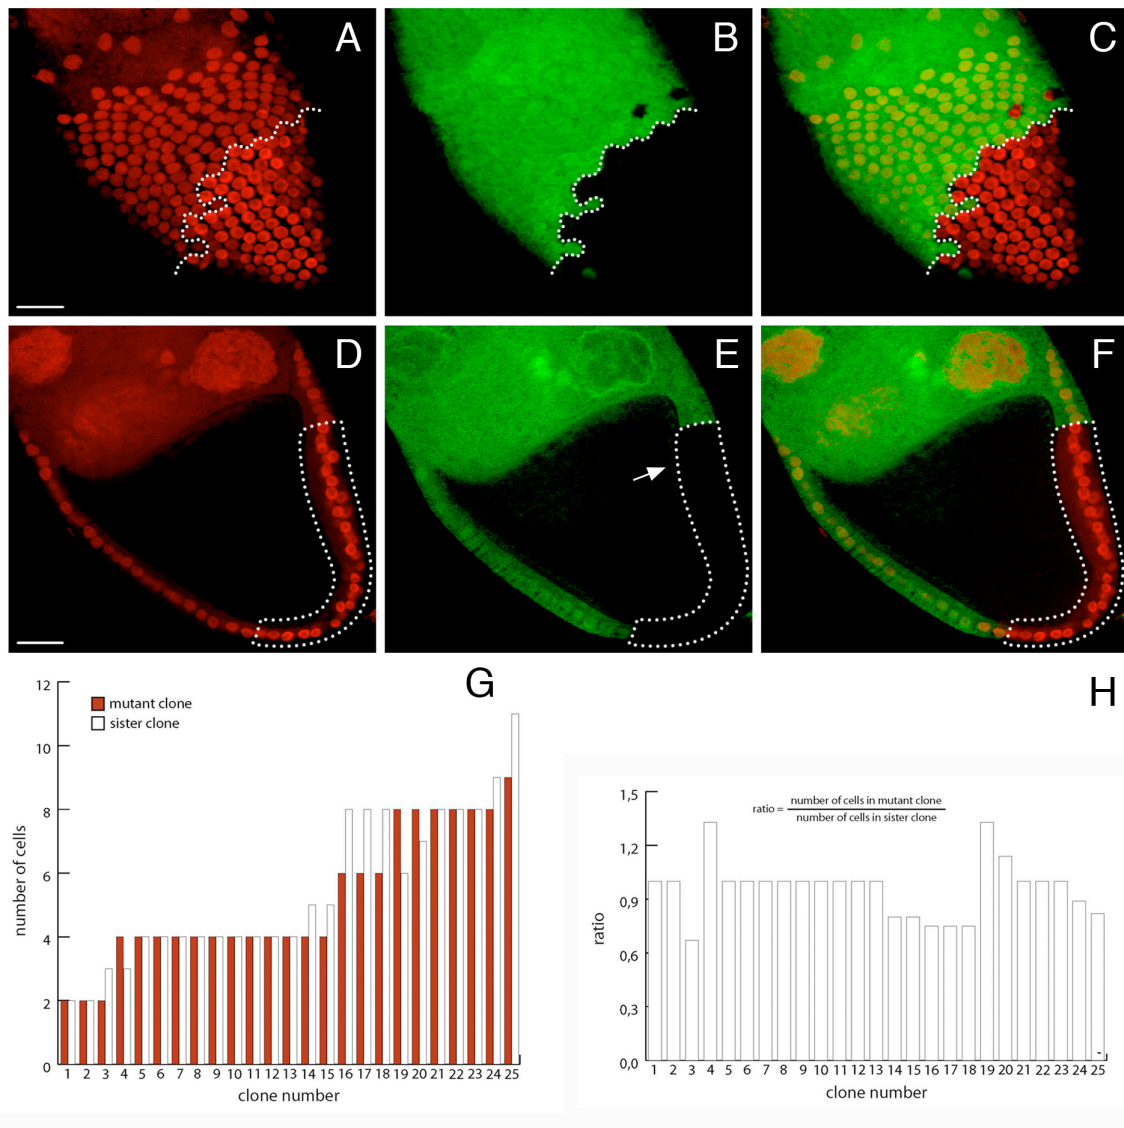 A
B
C
D
E
F
G
H
12
10
8
6
4
2
0
number of cells
mutant clone
sister clone
1 2 3 4 5 6 7 8 9 10 11 12 13 14 15 16 17 18 19 20 21 22 23 24 25
clone number
1,5
1,2
0,9
0,6
0,3
0,0
ratio
ratio = number of cells in mutant clone
number of cells in sister clone
1 2 3 4 5 6 7 8 9 10 11 12 13 14 15 16 17 18 19 20 21 22 23 24 25
clone number